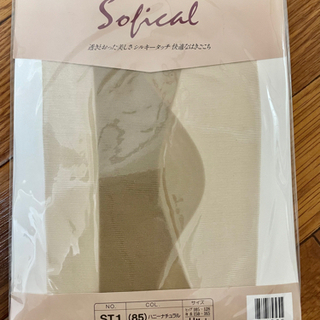 Sofical
透きとおった美しさ シルキータッチ 快適なはきごこち
NO. COL サイズ
ST1 (85) ハニーナチュラル